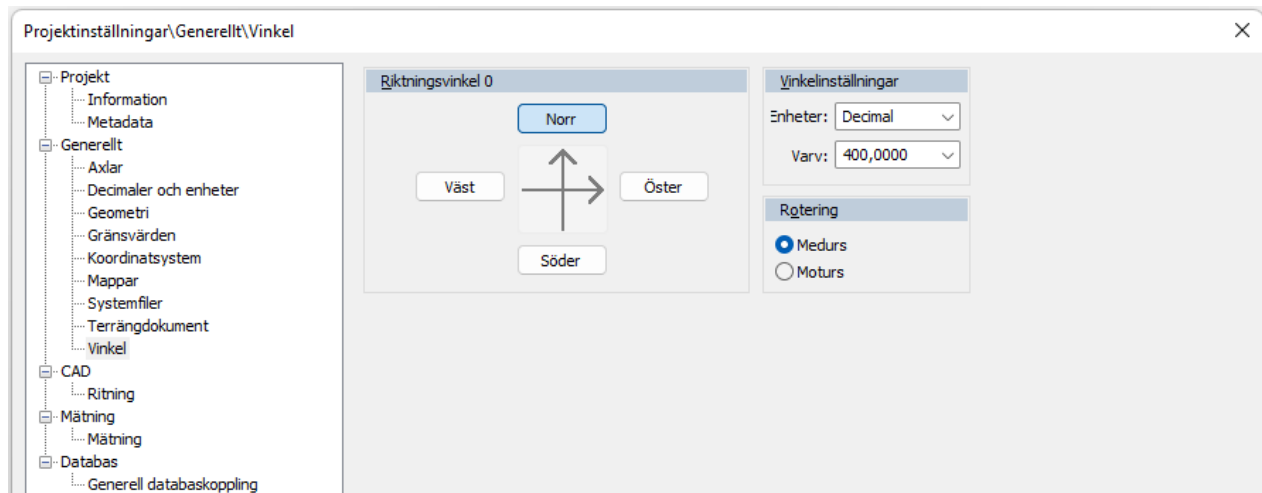 Projektinställningar\Generellt\Vinkel
Projekt
Information
Metadata
Generellt
Axlar
Decimaler och enheter
Geometri
Gränsvärden
Koordinatsystem
Mappar
Systemfiler
Terrängdokument
Vinkel
CAD
Ritning
Mätning
Mätning
Databas
Generell databaskoppling
Riktningsvinkel 0
Norr
Väst
Öster
Söder
Vinkelinställningar
Enheter: Decimal
Varv: 400,0000
Rotering
Medurs
Moturs